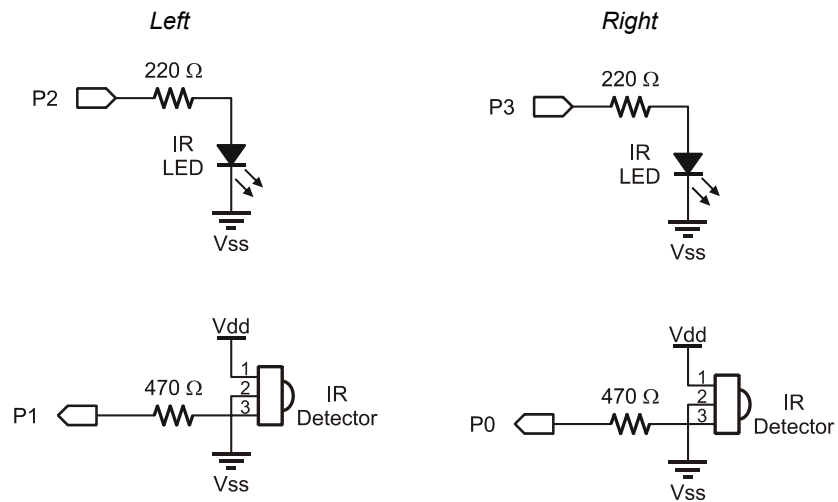 Left
220 Ω
P2
IR
LED
Vss
Vdd
1
2
3
470 Ω
P1
IR
Detector
Vss
Right
220 Ω
P3
IR
LED
Vss
Vdd
1
2
3
470 Ω
P0
IR
Detector
Vss